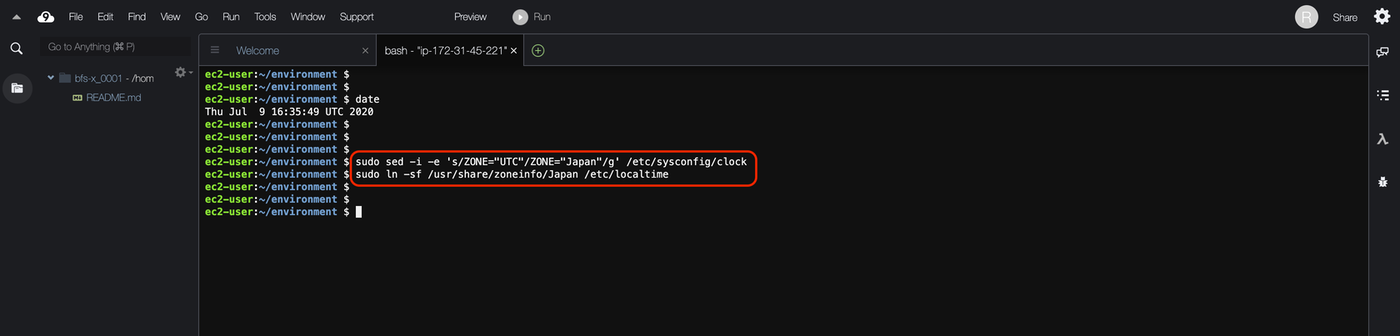 9 File Edit Find View Go Run Tools Window Support Preview Run R Share
Go to Anything (⌘ P) Welcome × bash - "ip-172-31-45-221" ×
bfs-x_0001 - /hom
README.md
ec2-user:~/environment $
ec2-user:~/environment $
ec2-user:~/environment $ date
Thu Jul  9 16:35:49 UTC 2020
ec2-user:~/environment $
ec2-user:~/environment $
ec2-user:~/environment $
ec2-user:~/environment $ sudo sed -i -e 's/ZONE="UTC"/ZONE="Japan"/g' /etc/sysconfig/clock
ec2-user:~/environment $ sudo ln -sf /usr/share/zoneinfo/Japan /etc/localtime
ec2-user:~/environment $
ec2-user:~/environment $
ec2-user:~/environment $